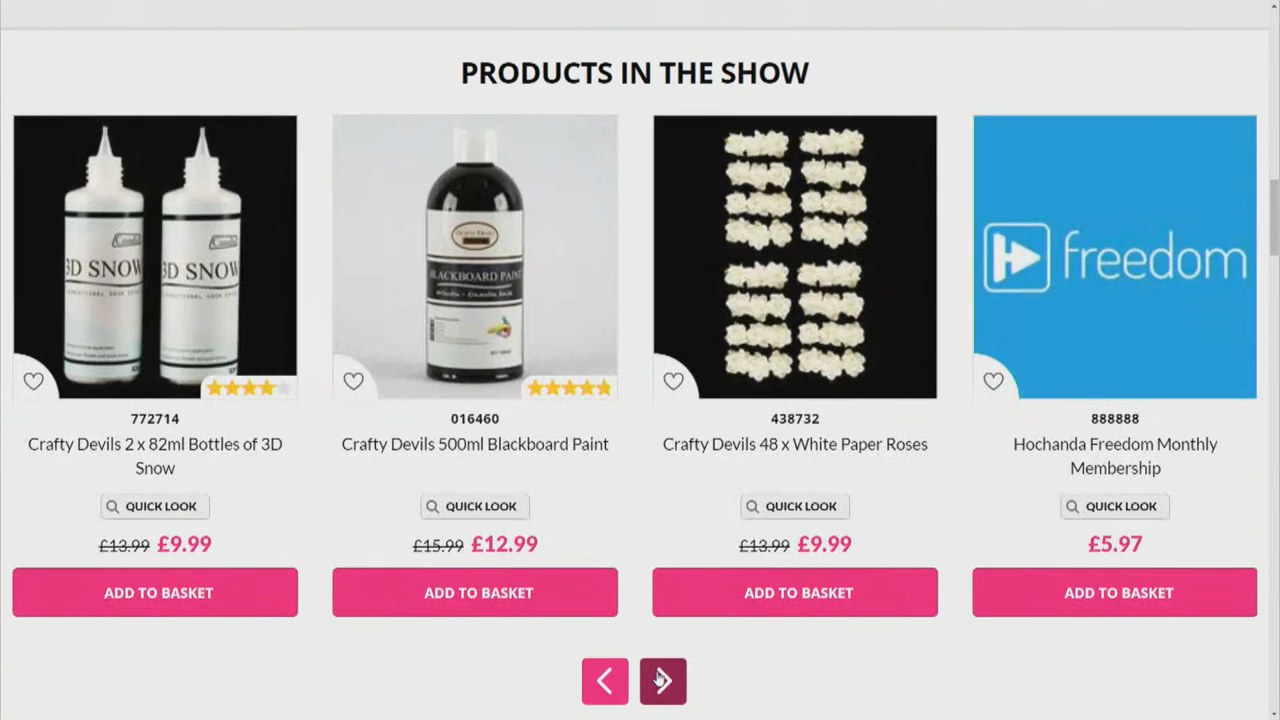 PRODUCTS IN THE SHOW
3D SNOW
3D SNOW
BLACKBOARD PAINT
freedom
772714
Crafty Devils 2 x 82ml Bottles of 3D
Snow
QUICK LOOK
£13.99 £9.99
ADD TO BASKET
016460
Crafty Devils 500ml Blackboard Paint
QUICK LOOK
£15.99 £12.99
ADD TO BASKET
438732
Crafty Devils 48 x White Paper Roses
QUICK LOOK
£13.99 £9.99
ADD TO BASKET
888888
Hochanda Freedom Monthly
Membership
QUICK LOOK
£5.97
ADD TO BASKET